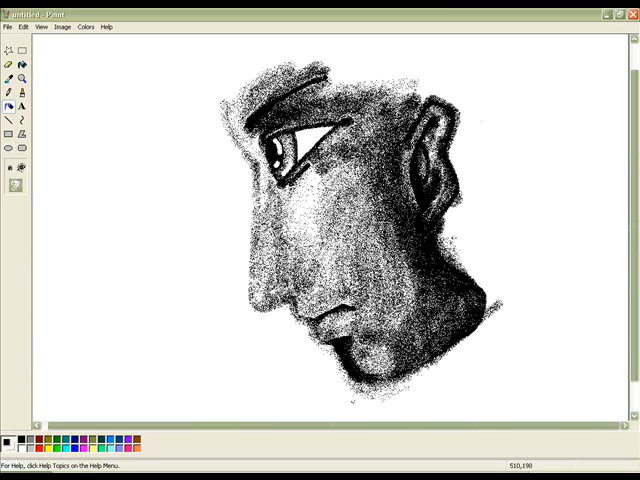 untitled - Paint
File Edit View Image Colors Help
A
For Help, click Help Topics on the Help Menu.
510,198